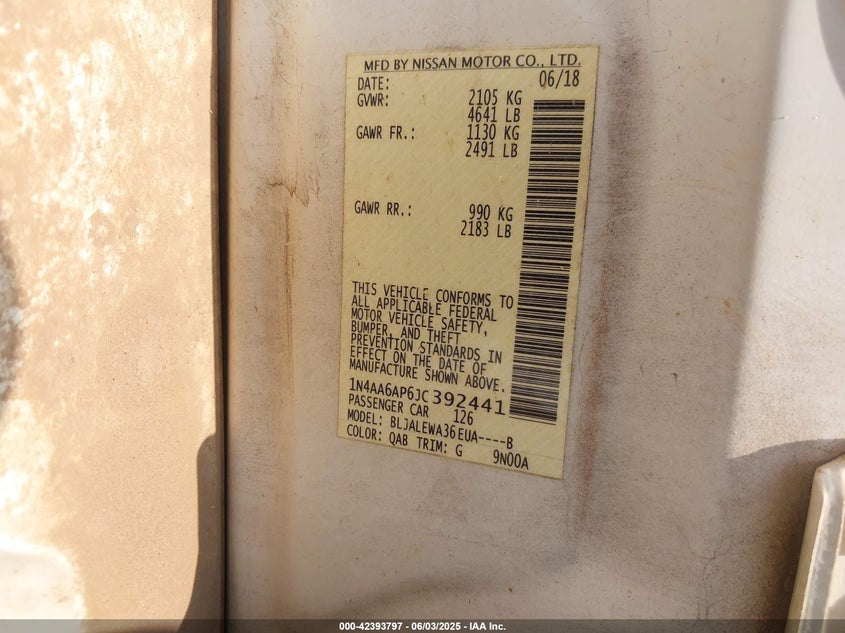 MFD BY NISSAN MOTOR CO., LTD.
DATE: 06/18
GVWR: 2105 KG
4641 LB
GAWR FR.: 1130 KG
2491 LB
GAWR RR.: 990 KG
2183 LB
THIS VEHICLE CONFORMS TO
ALL APPLICABLE FEDERAL
MOTOR VEHICLE SAFETY,
BUMPER, AND THEFT
PREVENTION STANDARDS IN
EFFECT ON THE DATE OF
MANUFACTURE SHOWN ABOVE.
1N4AA6AP6JC392441
PASSENGER CAR 126
MODEL: BLJALEWA36EUA----B
COLOR: QAB TRIM: G 9N00A
000-42393797 - 06/03/2025 - IAA Inc.